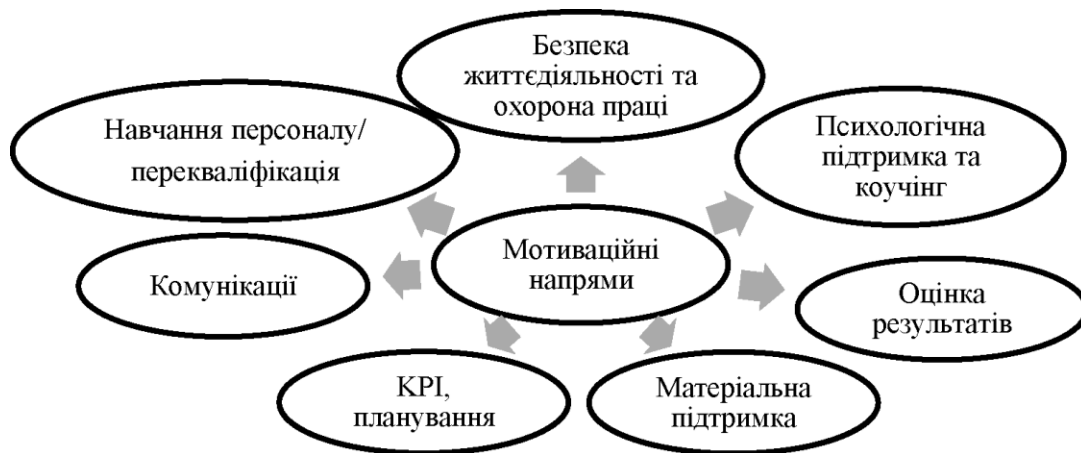 Безпека
життєдіяльності та
охорона праці
Навчання персоналу/
перекваліфікація
Психологічна
підтримка та
коучінг
Мотиваційні
напрями
Комунікації
Оцінка
результатів
KPI,
планування
Матеріальна
підтримка